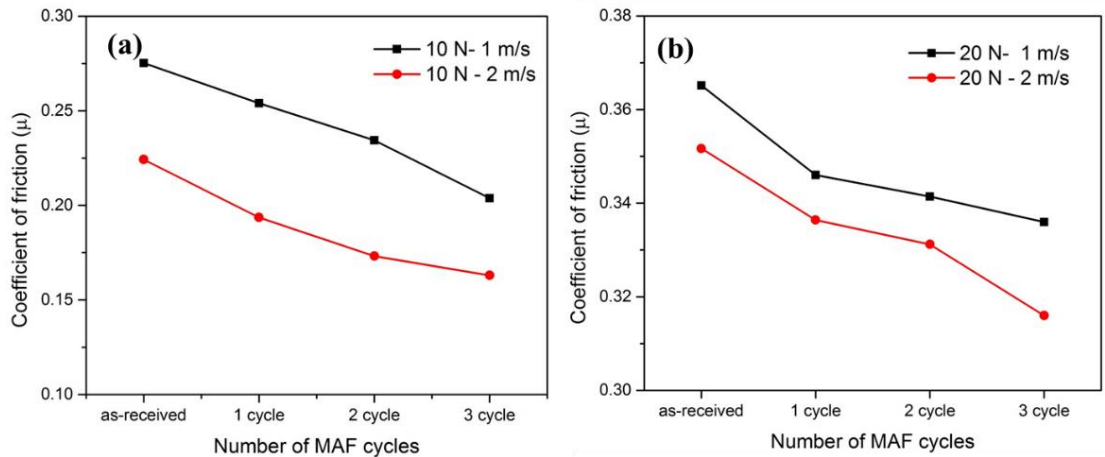 (a)
10 N- 1 m/s
10 N - 2 m/s
0.30
0.25
0.20
0.15
0.10
Coefficient of friction (μ)
as-received 1 cycle 2 cycle 3 cycle
Number of MAF cycles
(b)
20 N- 1 m/s
20 N - 2 m/s
0.38
0.36
0.34
0.32
0.30
Coefficient of friction (μ)
as-received 1 cycle 2 cycle 3 cycle
Number of MAF cycles